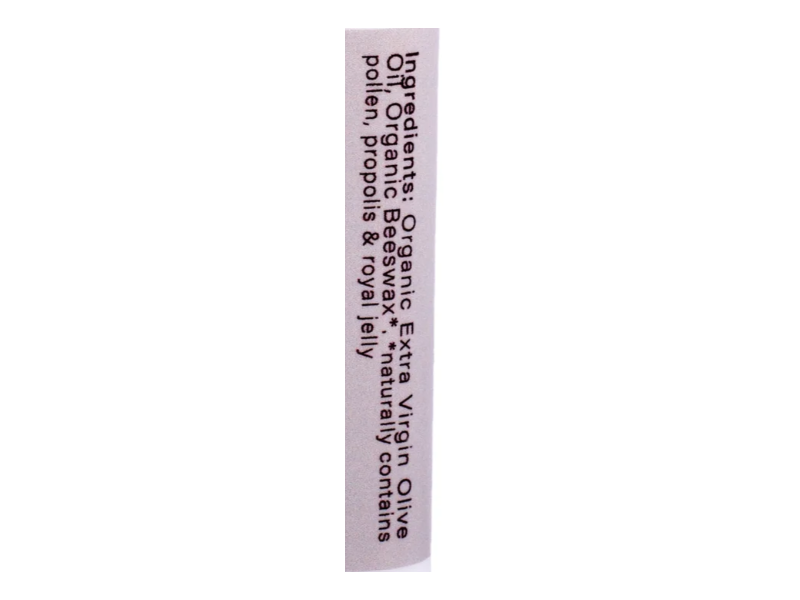 Ingredients: Organic Extra Virgin Olive
Oil, Organic Beeswax*, *naturally contains
pollen, propolis & royal jelly